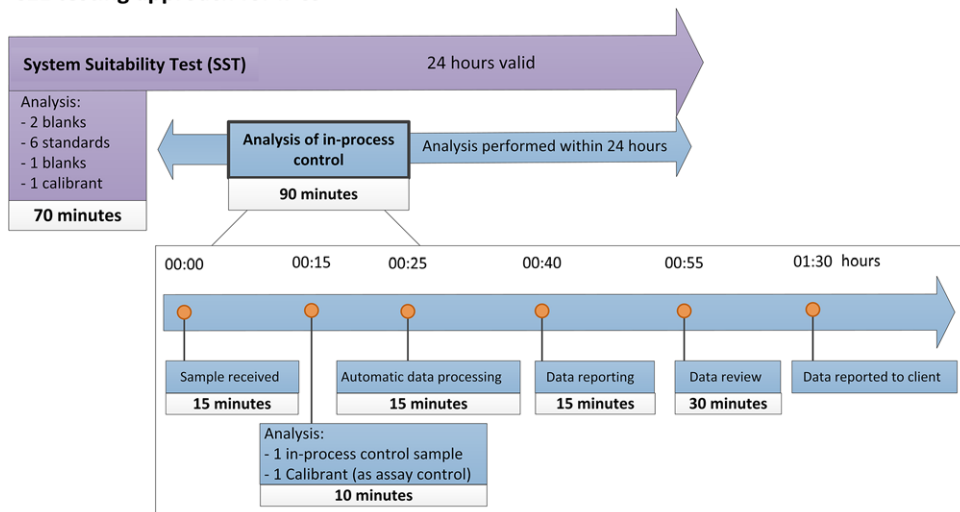 System Suitability Test (SST)
24 hours valid
Analysis:
- 2 blanks
- 6 standards
- 1 blanks
- 1 calibrant
70 minutes
Analysis of in-process
control
90 minutes
Analysis performed within 24 hours
00:00
00:15
00:25
00:40
00:55
01:30 hours
Sample received
15 minutes
Automatic data processing
15 minutes
Data reporting
15 minutes
Data review
30 minutes
Data reported to client
Analysis:
- 1 in-process control sample
- 1 Calibrant (as assay control)
10 minutes